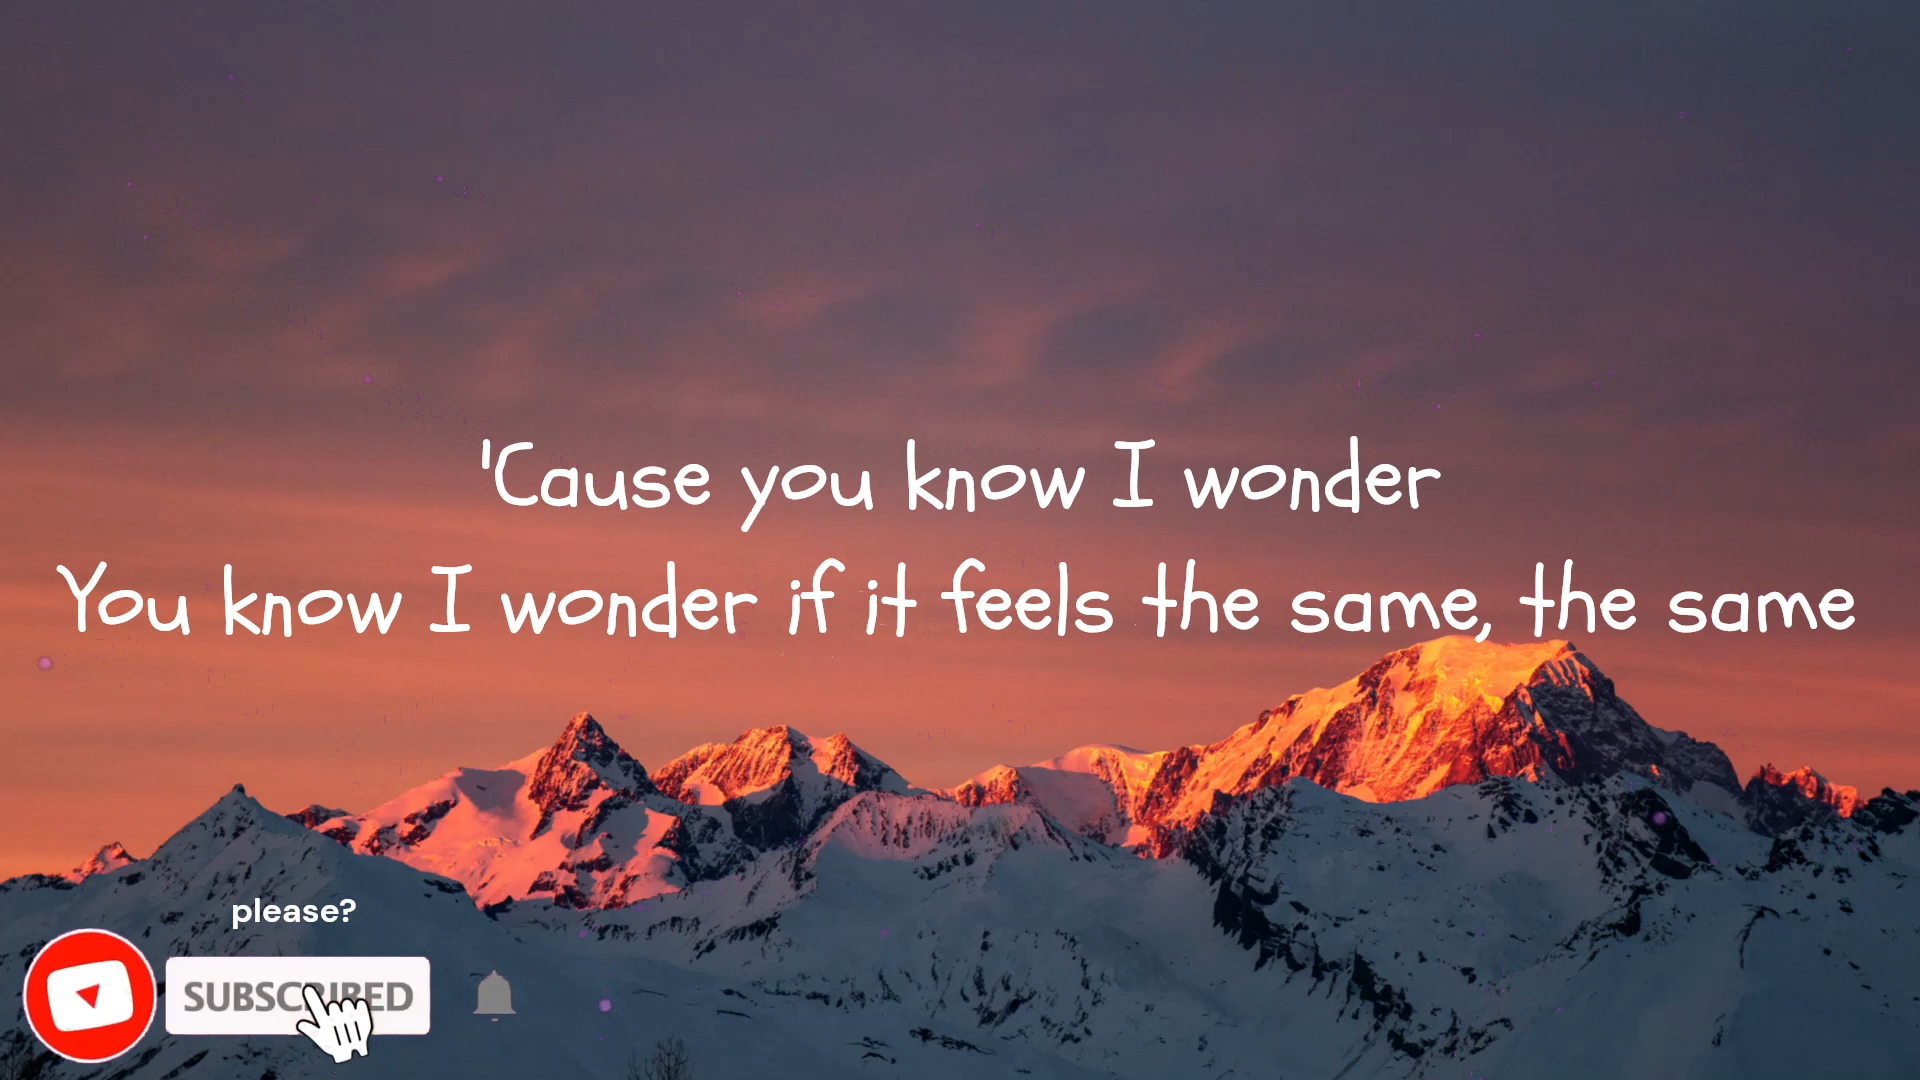 'Cause you know I wonder
You know I wonder if it feels the same, the same
please?
SUBSCRIBED